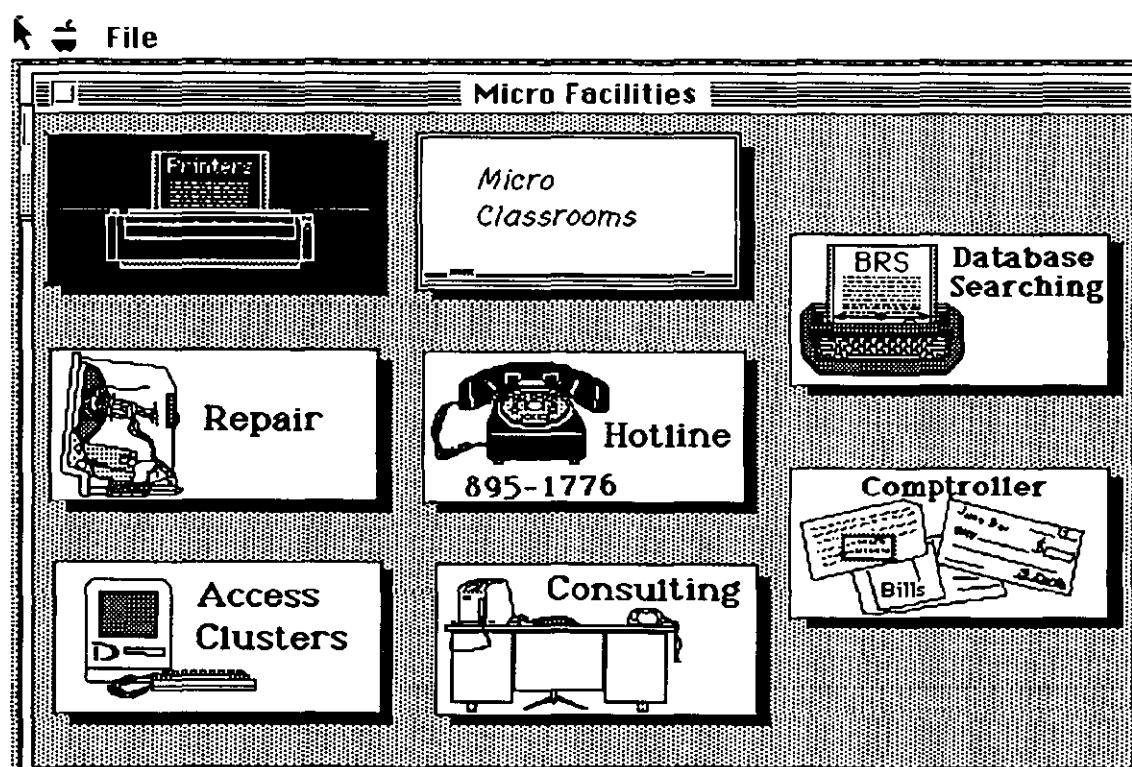 File
Micro Facilities
Printers
Micro
Classrooms
BRS
Database
Searching
Repair
Hotline
895-1776
Comptroller
Bills
Access
Clusters
Consulting